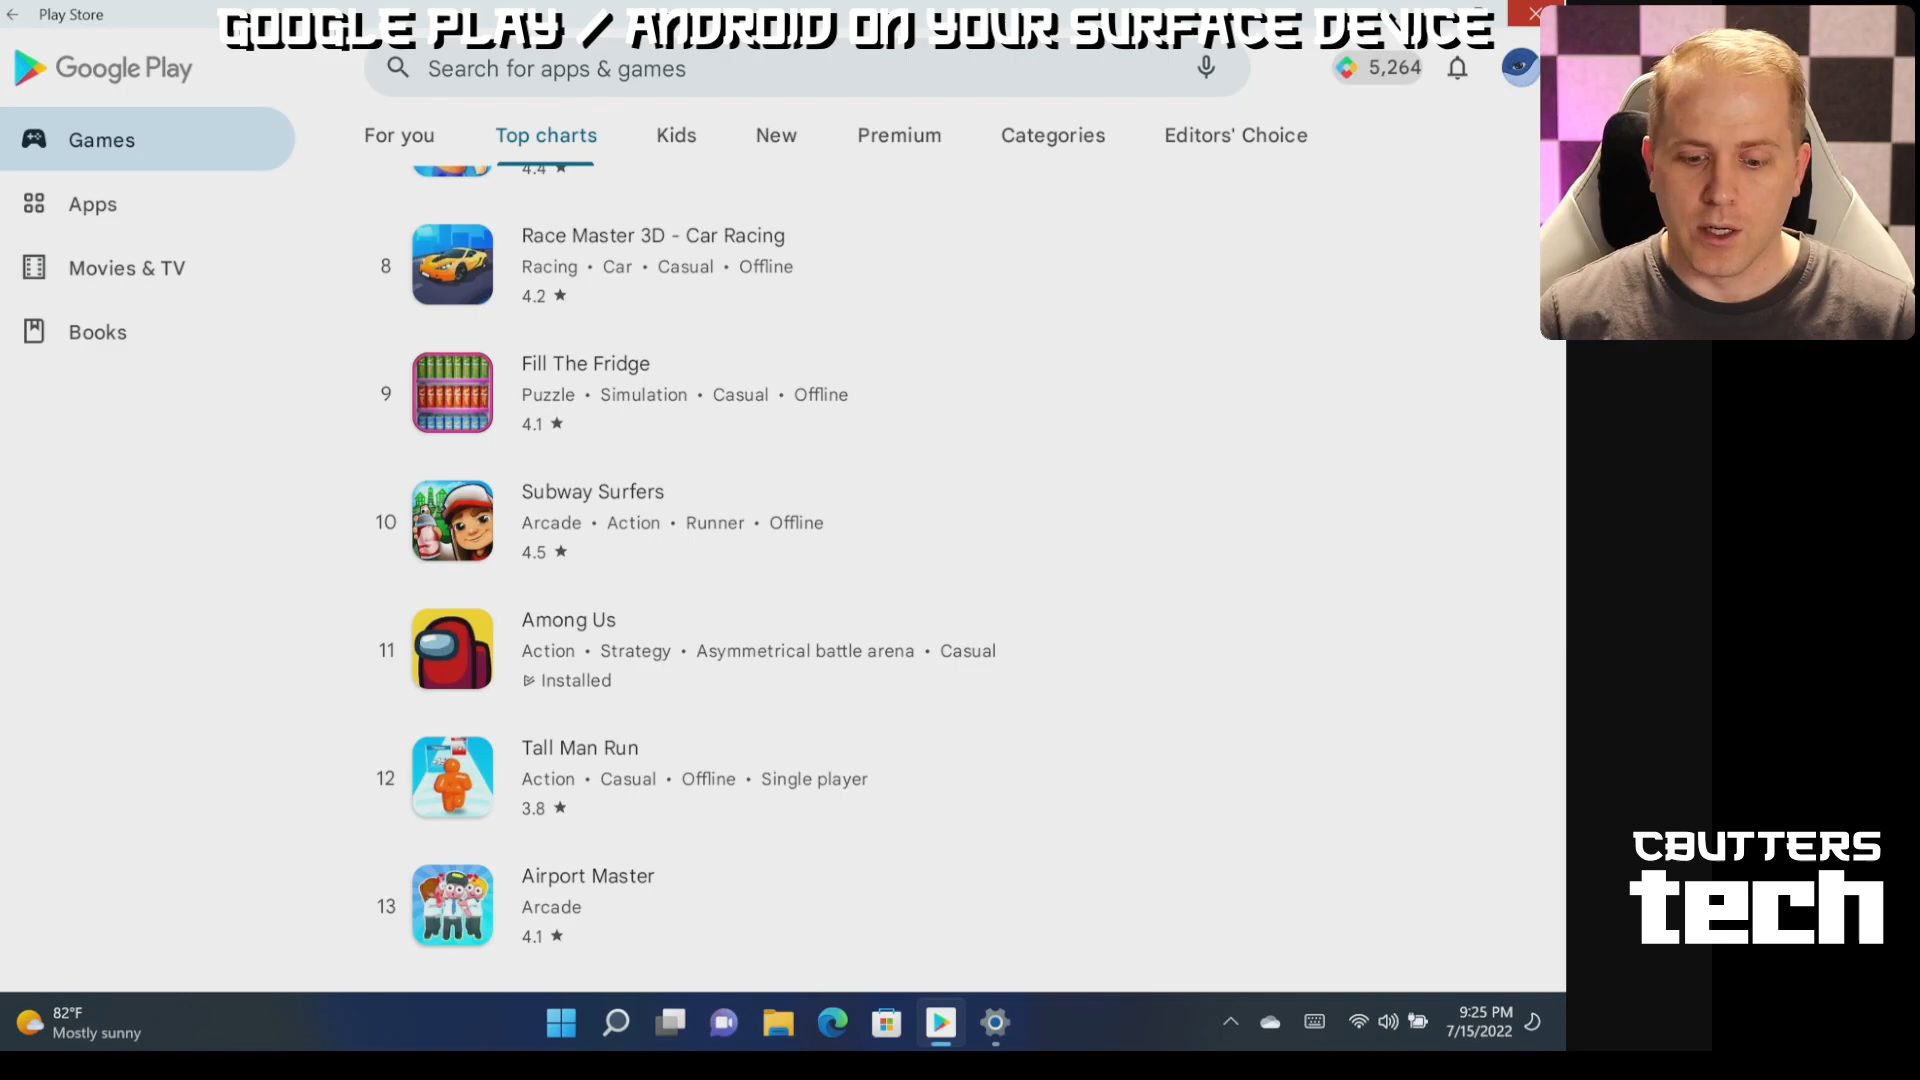 Play Store
GOOGLE PLAY / ANDROID ON YOUR SURFACE DEVICE
Google Play
Search for apps & games
5,264
Games
Apps
Movies & TV
Books
For you
Top charts
Kids
New
Premium
Categories
Editors' Choice
4.4 ★
8
Race Master 3D - Car Racing
Racing • Car • Casual • Offline
4.2 ★
9
Fill The Fridge
Puzzle • Simulation • Casual • Offline
4.1 ★
10
Subway Surfers
Arcade • Action • Runner • Offline
4.5 ★
11
Among Us
Action • Strategy • Asymmetrical battle arena • Casual
Installed
12
Tall Man Run
Action • Casual • Offline • Single player
3.8 ★
13
Airport Master
Arcade
4.1 ★
CBUTTERS
tech
82°F
Mostly sunny
9:25 PM
7/15/2022